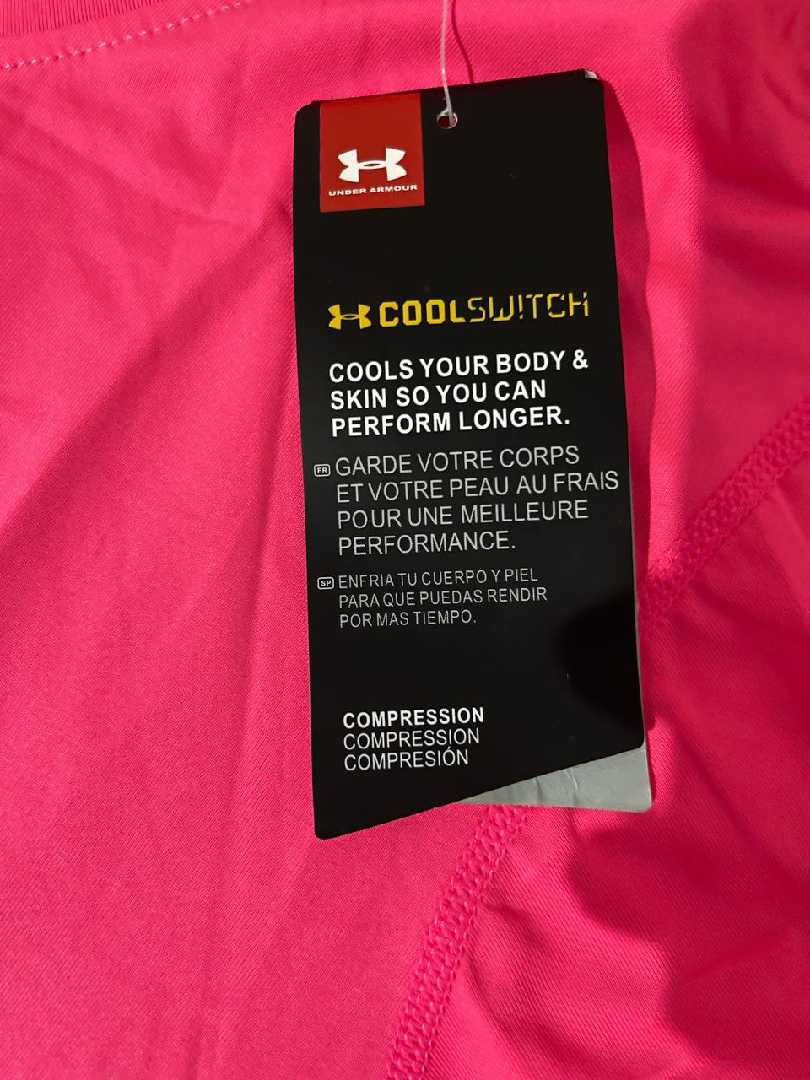 UNDER ARMOUR
COOLSWITCH
COOLS YOUR BODY &
SKIN SO YOU CAN
PERFORM LONGER.
FR GARDE VOTRE CORPS
ET VOTRE PEAU AU FRAIS
POUR UNE MEILLEURE
PERFORMANCE.
SP ENFRIA TU CUERPO Y PIEL
PARA QUE PUEDAS RENDIR
POR MAS TIEMPO.
COMPRESSION
COMPRESSION
COMPRESIÓN